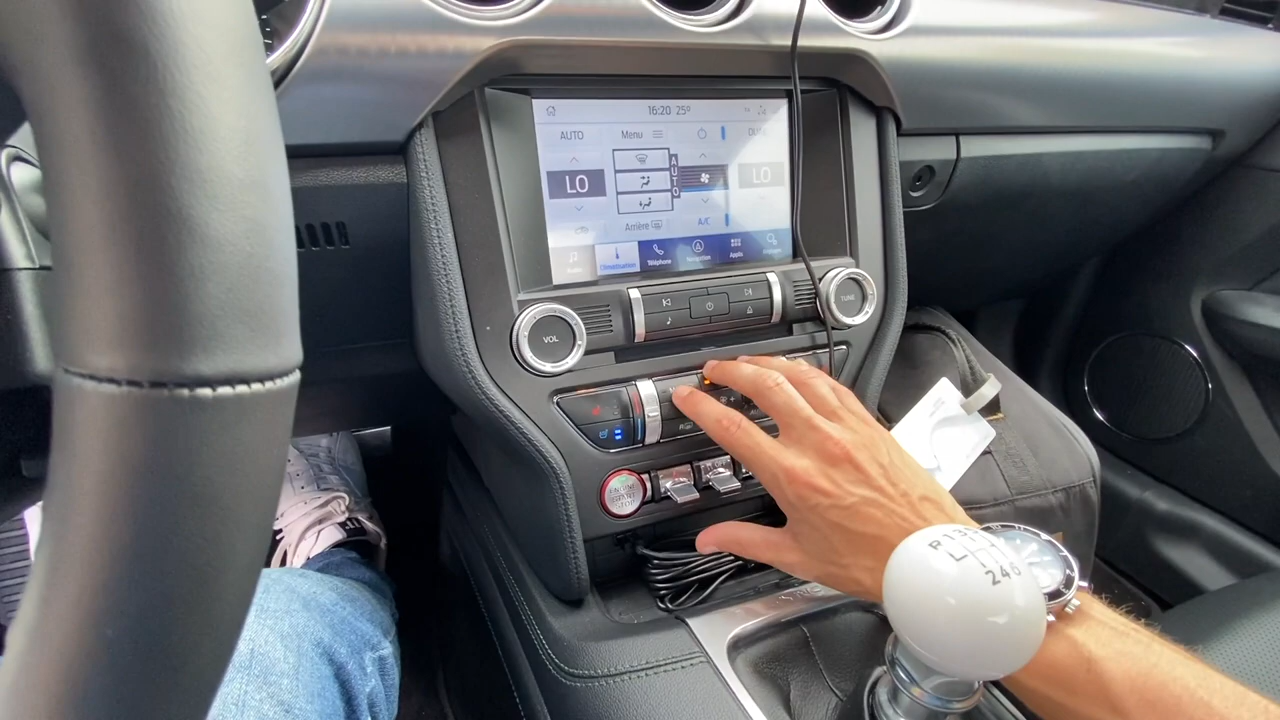 16:20 25°
AUTO
Menu
LO
AUTO
LO
Arrière
A/C
Climatisation
Téléphone
Navigation
Applis
VOL
TUNE
ENGINE
START
STOP
R 1 3 5
2 4 6